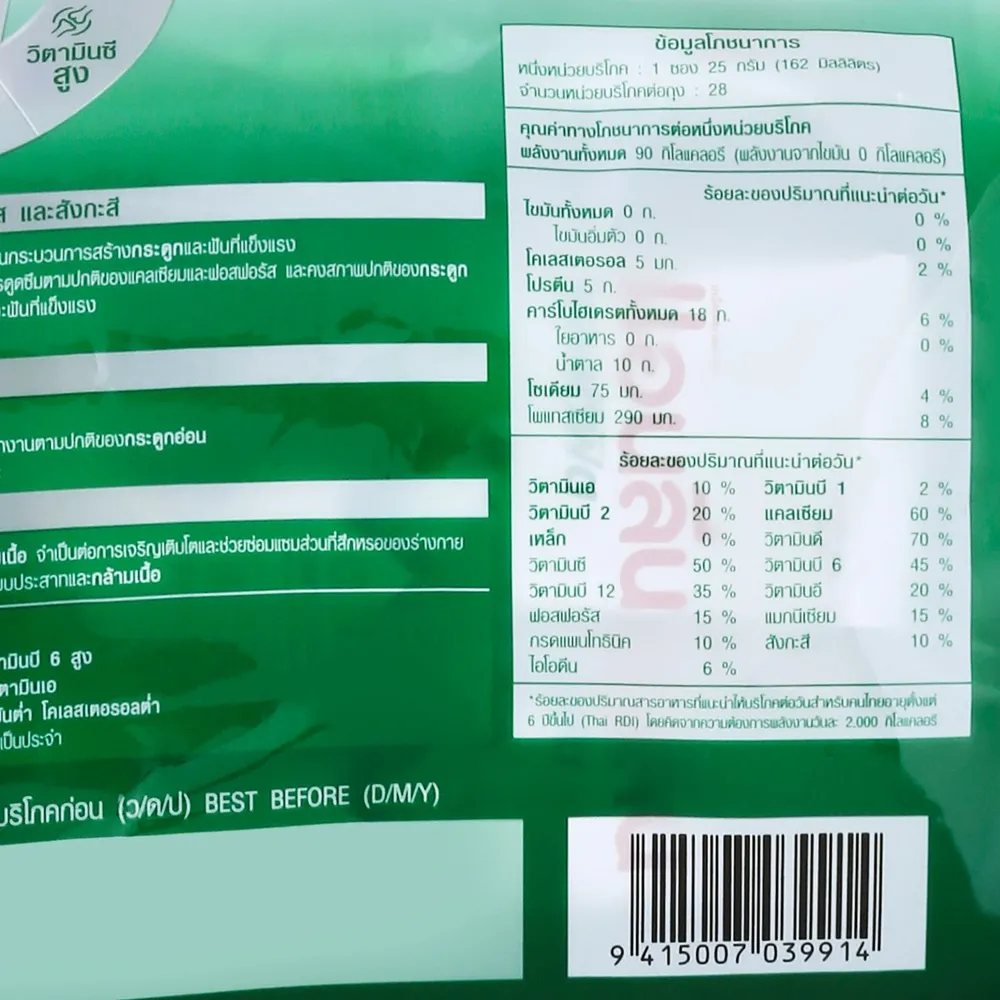 วิตามินซี
สูง
และสังกะสี
กระบวนการสร้างกระดูกและฟันที่แข็งแรง
ดูดซึมตามปกติของแคลเซียมและฟอสฟอรัส และคงสภาพปกติของกระดูก
ฟันที่แข็งแรง
งานตามปกติของกระดูกอ่อน
เนื้อ จำเป็นต่อการเจริญเติบโตและช่วยซ่อมแซมส่วนที่สึกหรอของร่างกาย
บประสาทและกล้ามเนื้อ
ามินบี 6 สูง
ตามินเอ
ันต่ำ โคเลสเตอรอลต่ำ
เป็นประจำ
บริโภคก่อน (ว/ด/ป) BEST BEFORE (D/M/Y)
ข้อมูลโภชนาการ
หนึ่งหน่วยบริโภค : 1 ซอง 25 กรัม (162 มิลลิลิตร)
จำนวนหน่วยบริโภคต่อถุง : 28
คุณค่าทางโภชนาการต่อหนึ่งหน่วยบริโภค
พลังงานทั้งหมด 90 กิโลแคลอรี (พลังงานจากไขมัน 0 กิโลแคลอรี)
ร้อยละของปริมาณที่แนะนำต่อวัน*
ไขมันทั้งหมด 0 ก. 0 %
ไขมันอิ่มตัว 0 ก. 0 %
โคเลสเตอรอล 5 มก. 2 %
โปรตีน 5 ก.
คาร์โบไฮเดรตทั้งหมด 18 ก. 6 %
ใยอาหาร 0 ก. 0 %
น้ำตาล 10 ก.
โซเดียม 75 มก. 4 %
โพแทสเซียม 290 มก. 8 %
ร้อยละของปริมาณที่แนะนำต่อวัน*
วิตามินเอ 10 % วิตามินบี 1 2 %
วิตามินบี 2 20 % แคลเซียม 60 %
เหล็ก 0 % วิตามินดี 70 %
วิตามินซี 50 % วิตามินบี 6 45 %
วิตามินบี 12 35 % วิตามินอี 20 %
ฟอสฟอรัส 15 % แมกนีเซียม 15 %
กรดแพนโทธินิค 10 % สังกะสี 10 %
ไอโอดีน 6 %
*ร้อยละของปริมาณสารอาหารที่แนะนำให้บริโภคต่อวันสำหรับคนไทยอายุตั้งแต่
6 ปีขึ้นไป (Thai RDI) โดยคิดจากความต้องการพลังงานวันละ 2,000 กิโลแคลอรี
9 415007 039914